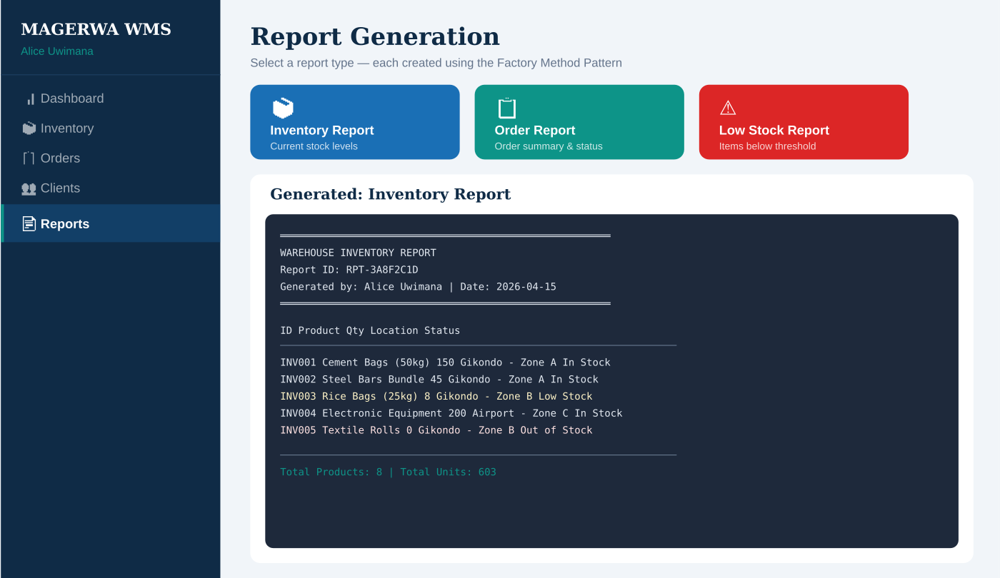 MAGERWA WMS
Alice Uwimana
Dashboard
Inventory
Orders
Clients
Reports
Report Generation
Select a report type — each created using the Factory Method Pattern
Inventory Report
Current stock levels
Order Report
Order summary & status
Low Stock Report
Items below threshold
Generated: Inventory Report
WAREHOUSE INVENTORY REPORT
Report ID: RPT-3A8F2C1D
Generated by: Alice Uwimana | Date: 2026-04-15
ID Product Qty Location Status
INV001 Cement Bags (50kg) 150 Gikondo - Zone A In Stock
INV002 Steel Bars Bundle 45 Gikondo - Zone A In Stock
INV003 Rice Bags (25kg) 8 Gikondo - Zone B Low Stock
INV004 Electronic Equipment 200 Airport - Zone C In Stock
INV005 Textile Rolls 0 Gikondo - Zone B Out of Stock
Total Products: 8 | Total Units: 603